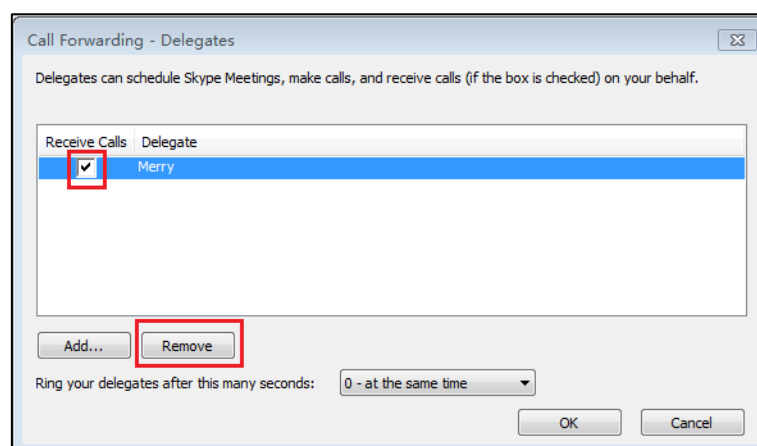 Call Forwarding - Delegates
Delegates can schedule Skype Meetings, make calls, and receive calls (if the box is checked) on your behalf.
Receive Calls Delegate
Merry
Add... Remove
Ring your delegates after this many seconds: 0 - at the same time
OK Cancel